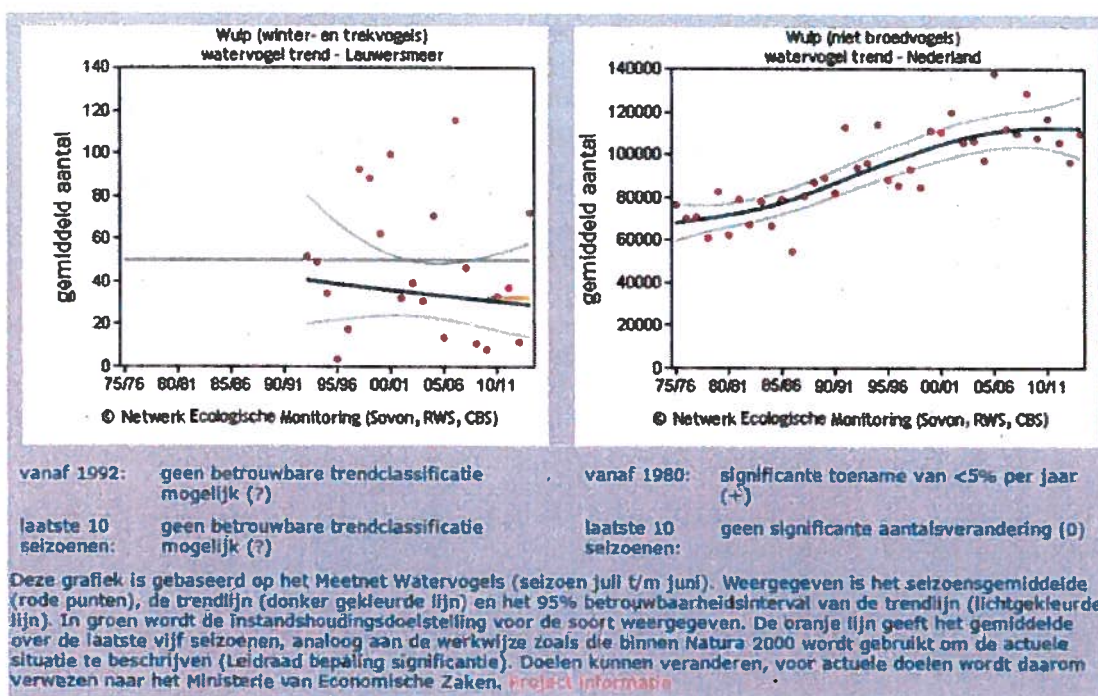 Wulp (winter- en trekvogels)
watervogel trend - Lauwersmeer
gemiddeld aantal
140
120
100
80
60
40
20
0
75/76 80/81 85/86 90/91 95/96 00/01 05/06 10/11
© Netwerk Ecologische Monitoring (Sovon, RWS, CBS)
Wulp (niet broedvogels)
watervogel trend - Nederland
gemiddeld aantal
140000
120000
100000
80000
60000
40000
20000
0
75/76 80/81 85/86 90/91 95/96 00/01 05/06 10/11
© Netwerk Ecologische Monitoring (Sovon, RWS, CBS)
vanaf 1992: geen betrouwbare trendclassificatie
mogelijk (?)
laatste 10 geen betrouwbare trendclassificatie
seizoenen: mogelijk (?)
vanaf 1980: significante toename van <5% per jaar
(+)
laatste 10 geen significante aantalsverandering (0)
seizoenen:
Deze grafiek is gebaseerd op het Meetnet Watervogels (seizoen juli t/m juni). Weergegeven is het seizoensgemiddelde
(rode punten), de trendlijn (donker gekleurde lijn) en het 95% betrouwbaarheidsinterval van de trendlijn (lichtgekleurde
lijn). In groen wordt de instandshoudingsdoelstelling voor de soort weergegeven. De oranje lijn geeft het gemiddelde
over de laatste vijf seizoenen, analoog aan de werkwijze zoals die binnen Natura 2000 wordt gebruikt om de actuele
situatie te beschrijven (Leidraad bepaling significantie). Doelen kunnen veranderen, voor actuele doelen wordt daarom
verwezen naar het Ministerie van Economische Zaken. Project informatie